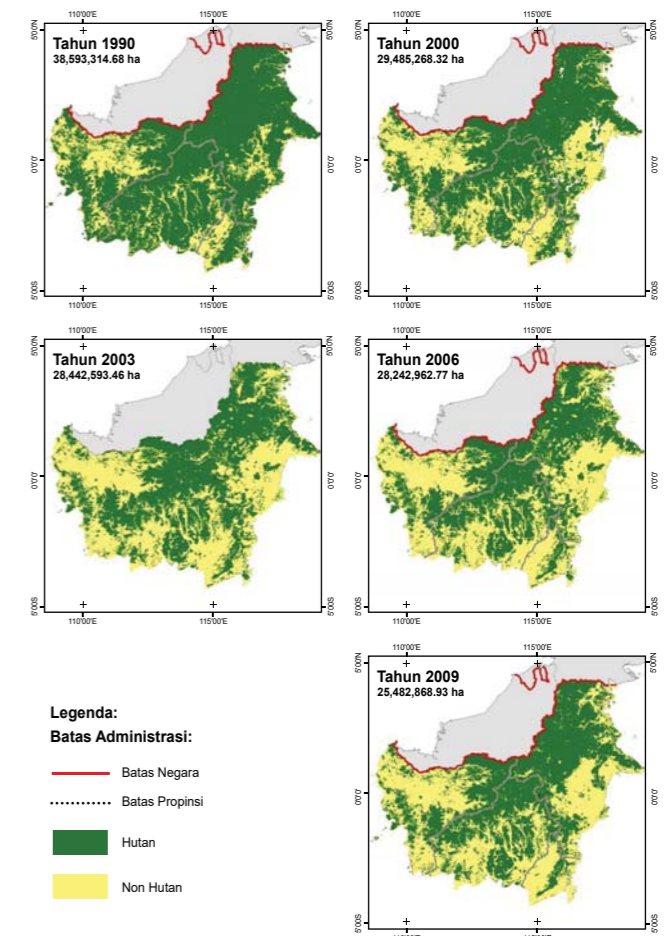 110°00'E 115°00'E
5°00'N
Tahun 1990
38,593,314.68 ha
0°0'0"
5°00'S
110°00'E 115°00'E
110°00'E 115°00'E
5°00'N
Tahun 2000
29,485,268.32 ha
0°0'0"
5°00'S
110°00'E 115°00'E
110°00'E 115°00'E
5°00'N
Tahun 2003
28,442,593.46 ha
0°0'0"
5°00'S
110°00'E 115°00'E
110°00'E 115°00'E
5°00'N
Tahun 2006
28,242,962.77 ha
0°0'0"
5°00'S
110°00'E 115°00'E
110°00'E 115°00'E
5°00'N
Tahun 2009
25,482,868.93 ha
0°0'0"
5°00'S
Legenda:
Batas Administrasi:
Batas Negara
Batas Propinsi
Hutan
Non Hutan